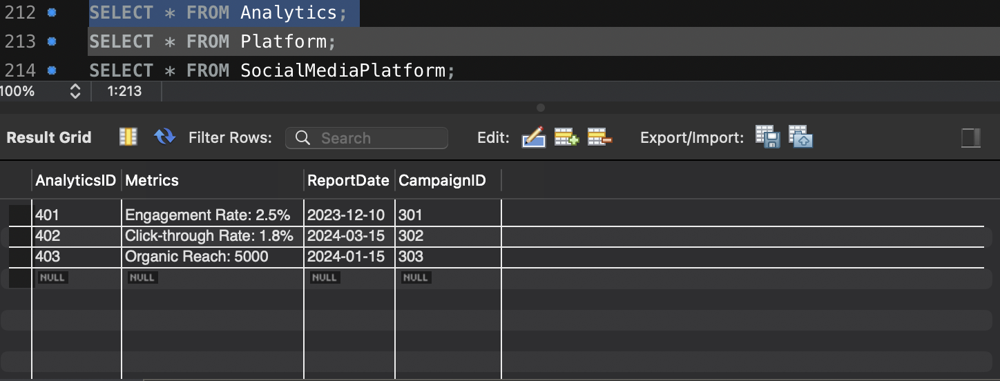 212 SELECT * FROM Analytics;
213 SELECT * FROM Platform;
214 SELECT * FROM SocialMediaPlatform;
100% 1:213
Result Grid Filter Rows: Search Edit: Export/Import:
AnalyticsID Metrics ReportDate CampaignID
401 Engagement Rate: 2.5% 2023-12-10 301
402 Click-through Rate: 1.8% 2024-03-15 302
403 Organic Reach: 5000 2024-01-15 303
NULL NULL NULL NULL